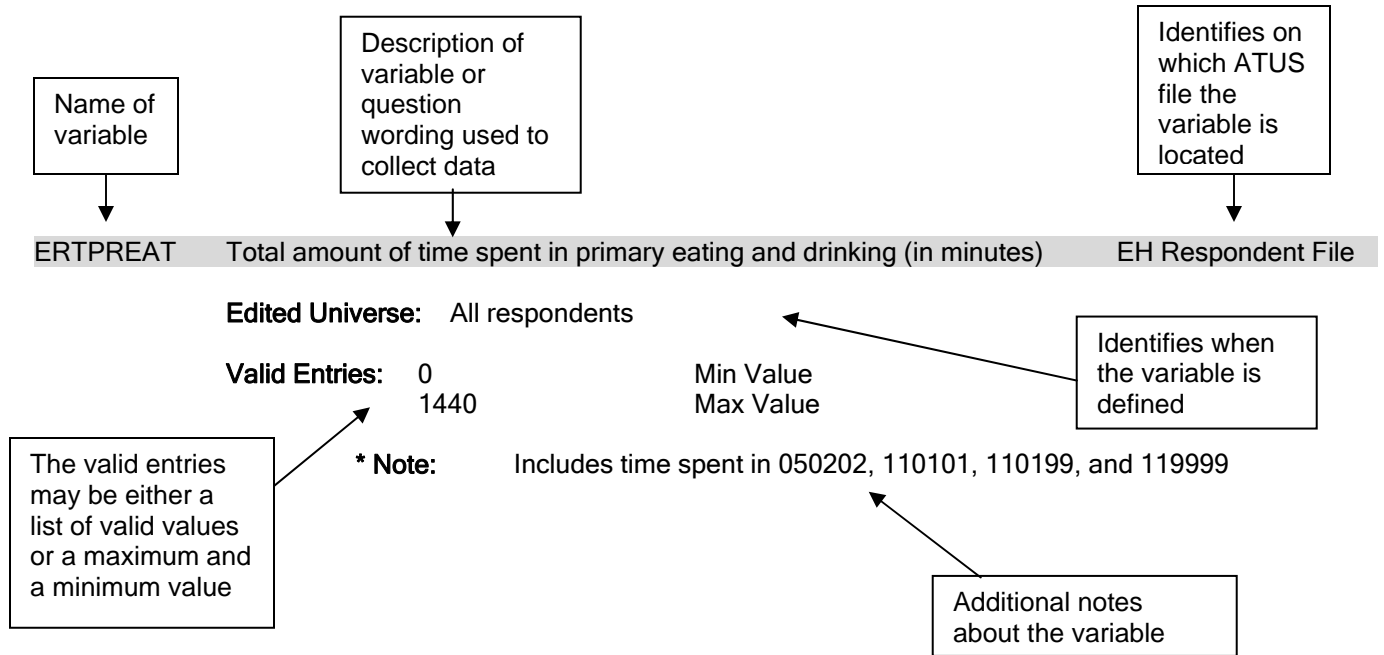 Name of
variable
Description of
variable or
question
wording used to
collect data
Identifies on
which ATUS
file the
variable is
located
ERTPREAT Total amount of time spent in primary eating and drinking (in minutes) EH Respondent File
Edited Universe: All respondents
Identifies when
the variable is
defined
Valid Entries: 0 Min Value
1440 Max Value
The valid entries
may be either a
list of valid values
or a maximum and
a minimum value
* Note: Includes time spent in 050202, 110101, 110199, and 119999
Additional notes
about the variable